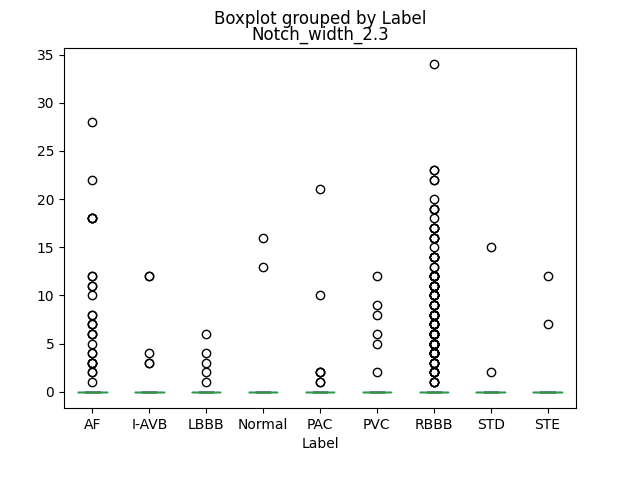 Boxplot grouped by Label
Notch_width_2.3
35
30
25
20
15
10
5
0
AF I-AVB LBBB Normal PAC PVC RBBB STD STE
Label